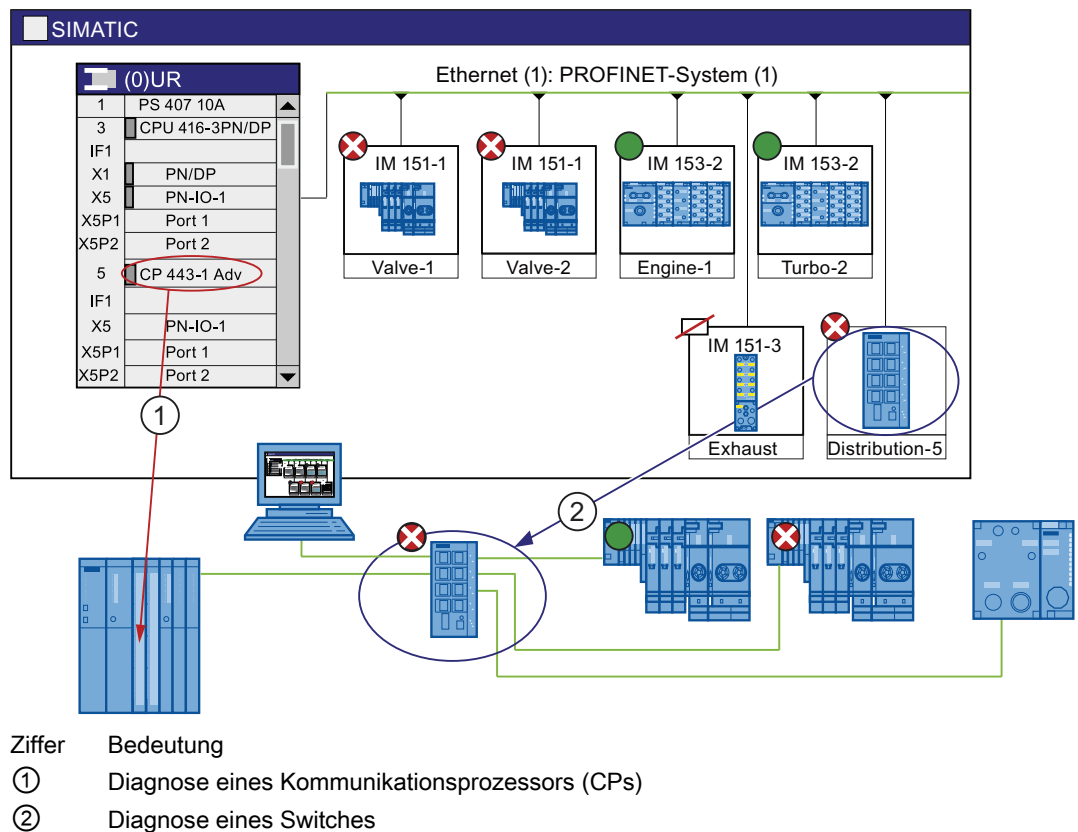 SIMATIC
(0)UR
1 PS 407 10A
3 CPU 416-3PN/DP
IF1
X1 PN/DP
X5 PN-IO-1
X5P1 Port 1
X5P2 Port 2
5 CP 443-1 Adv
IF1
X5 PN-IO-1
X5P1 Port 1
X5P2 Port 2
Ethernet (1): PROFINET-System (1)
IM 151-1 IM 151-1 IM 153-2 IM 153-2
Valve-1 Valve-2 Engine-1 Turbo-2
IM 151-3
Exhaust Distribution-5
1
2
Ziffer Bedeutung
① Diagnose eines Kommunikationsprozessors (CPs)
② Diagnose eines Switches